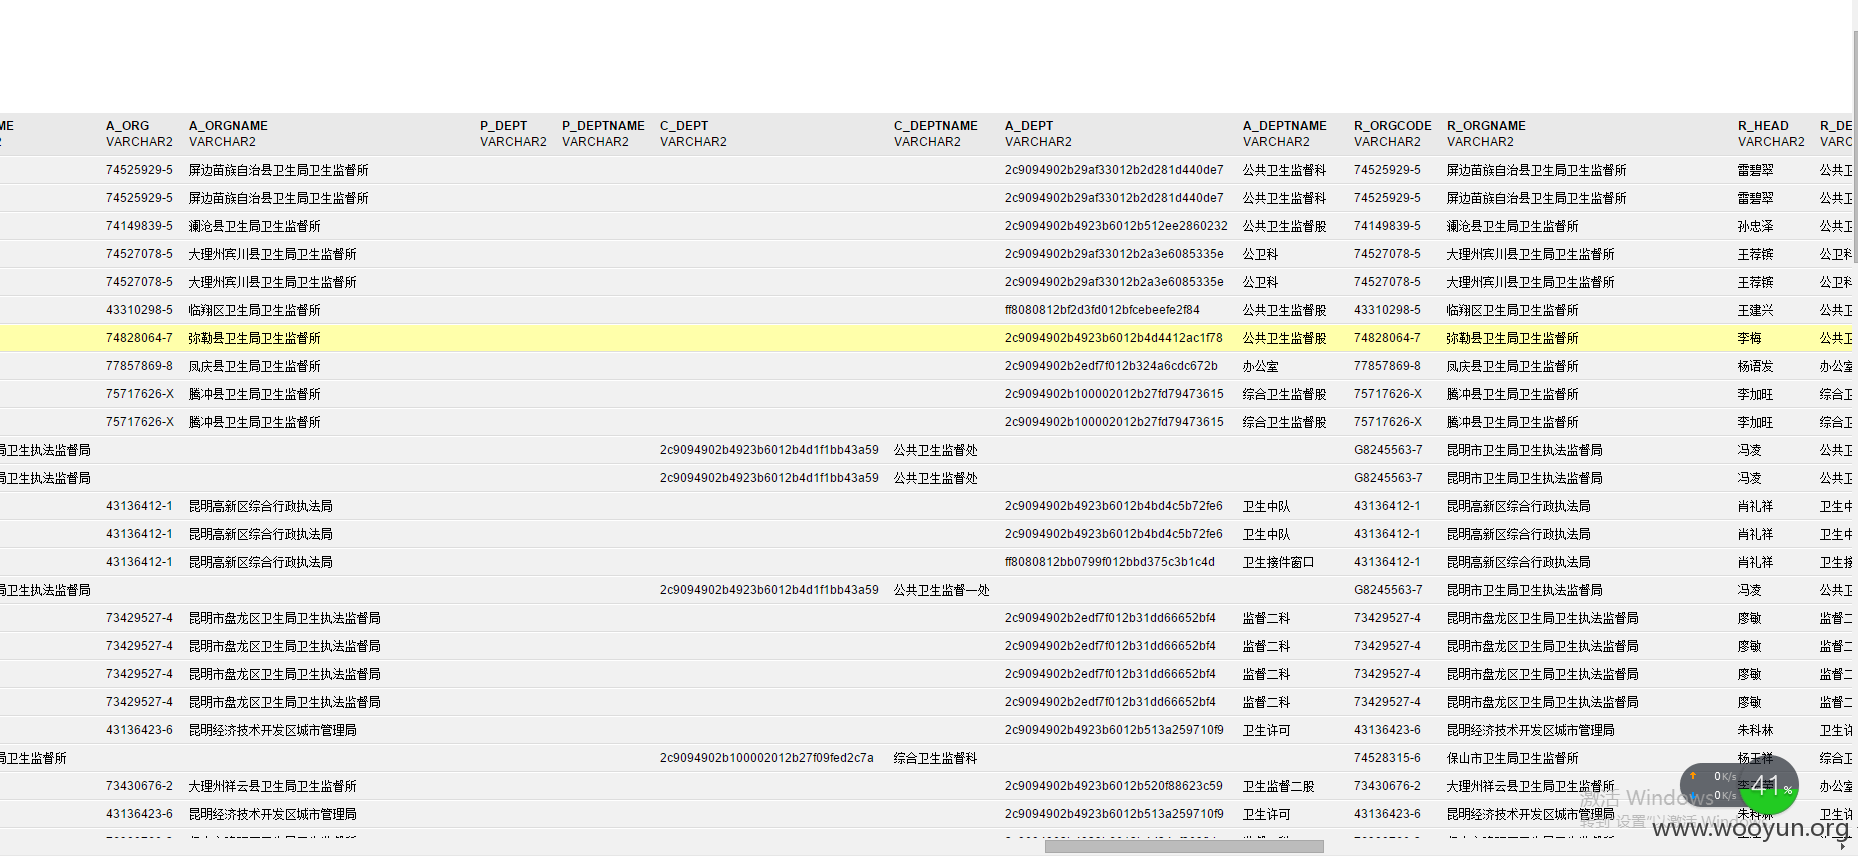 ME A_ORG A_ORGNAME P_DEPT P_DEPTNAME C_DEPT C_DEPTNAME A_DEPT A_DEPTNAME R_ORGCODE R_ORGNAME R_HEAD R_DE
2 VARCHAR2 VARCHAR2 VARCHAR2 VARCHAR2 VARCHAR2 VARCHAR2 VARCHAR2 VARCHAR2 VARCHAR2 VARCHAR2 VARCHAR2 VARC
74525929-5 屏边苗族自治县卫生局卫生监督所 2c9094902b29af33012b2d281d440de7 公共卫生监督科 74525929-5 屏边苗族自治县卫生局卫生监督所 雷碧翠 公共卫
74525929-5 屏边苗族自治县卫生局卫生监督所 2c9094902b29af33012b2d281d440de7 公共卫生监督科 74525929-5 屏边苗族自治县卫生局卫生监督所 雷碧翠 公共卫
74149839-5 澜沧县卫生局卫生监督所 2c9094902b4923b6012b512ee2860232 公共卫生监督股 74149839-5 澜沧县卫生局卫生监督所 孙忠泽 公共卫
74527078-5 大理州宾川县卫生局卫生监督所 2c9094902b29af33012b2a3e6085335e 公卫科 74527078-5 大理州宾川县卫生局卫生监督所 王荐镔 公卫科
74527078-5 大理州宾川县卫生局卫生监督所 2c9094902b29af33012b2a3e6085335e 公卫科 74527078-5 大理州宾川县卫生局卫生监督所 王荐镔 公卫科
43310298-5 临翔区卫生局卫生监督所 ff8080812bf2d3fd012bfcebeefe2f84 公共卫生监督股 43310298-5 临翔区卫生局卫生监督所 王建兴 公共卫
74828064-7 弥勒县卫生局卫生监督所 2c9094902b4923b6012b4d4412ac1f78 公共卫生监督股 74828064-7 弥勒县卫生局卫生监督所 李梅 公共卫
77857869-8 凤庆县卫生局卫生监督所 2c9094902b2edf7f012b324a6cdc672b 办公室 77857869-8 凤庆县卫生局卫生监督所 杨语发 办公室
75717626-X 腾冲县卫生局卫生监督所 2c9094902b100002012b27fd79473615 综合卫生监督股 75717626-X 腾冲县卫生局卫生监督所 李加旺 综合卫
75717626-X 腾冲县卫生局卫生监督所 2c9094902b100002012b27fd79473615 综合卫生监督股 75717626-X 腾冲县卫生局卫生监督所 李加旺 综合卫
局卫生执法监督局 2c9094902b4923b6012b4d1f1bb43a59 公共卫生监督处 G8245563-7 昆明市卫生局卫生执法监督局 冯凌 公共卫
局卫生执法监督局 2c9094902b4923b6012b4d1f1bb43a59 公共卫生监督处 G8245563-7 昆明市卫生局卫生执法监督局 冯凌 公共卫
43136412-1 昆明高新区综合行政执法局 2c9094902b4923b6012b4bd4c5b72fe6 卫生中队 43136412-1 昆明高新区综合行政执法局 肖礼祥 卫生中
43136412-1 昆明高新区综合行政执法局 2c9094902b4923b6012b4bd4c5b72fe6 卫生中队 43136412-1 昆明高新区综合行政执法局 肖礼祥 卫生中
43136412-1 昆明高新区综合行政执法局 ff8080812bb0799f012bbd375c3b1c4d 卫生接件窗口 43136412-1 昆明高新区综合行政执法局 肖礼祥 卫生接
局卫生执法监督局 2c9094902b4923b6012b4d1f1bb43a59 公共卫生监督一处 G8245563-7 昆明市卫生局卫生执法监督局 冯凌 公共卫
73429527-4 昆明市盘龙区卫生局卫生执法监督局 2c9094902b2edf7f012b31dd66652bf4 监督二科 73429527-4 昆明市盘龙区卫生局卫生执法监督局 廖敏 监督二
73429527-4 昆明市盘龙区卫生局卫生执法监督局 2c9094902b2edf7f012b31dd66652bf4 监督二科 73429527-4 昆明市盘龙区卫生局卫生执法监督局 廖敏 监督二
73429527-4 昆明市盘龙区卫生局卫生执法监督局 2c9094902b2edf7f012b31dd66652bf4 监督二科 73429527-4 昆明市盘龙区卫生局卫生执法监督局 廖敏 监督二
73429527-4 昆明市盘龙区卫生局卫生执法监督局 2c9094902b2edf7f012b31dd66652bf4 监督二科 73429527-4 昆明市盘龙区卫生局卫生执法监督局 廖敏 监督二
43136423-6 昆明经济技术开发区城市管理局 2c9094902b4923b6012b513a259710f9 卫生许可 43136423-6 昆明经济技术开发区城市管理局 朱科林 卫生许
局卫生监督所 2c9094902b100002012b27f09fed2c7a 综合卫生监督科 74528315-6 保山市卫生局卫生监督所 杨玉祥 综合卫
73430676-2 大理州祥云县卫生局卫生监督所 2c9094902b4923b6012b520f88623c59 卫生监督二股 73430676-2 大理州祥云县卫生局卫生监督所 办公室
43136423-6 昆明经济技术开发区城市管理局 2c9094902b4923b6012b513a259710f9 卫生许可 43136423-6 昆明经济技术开发区城市管理局 朱科林 卫生许
0K/s
0K/s
41%
激活 Windows
转到"设置"以激活 Windows
www.wooyun.org